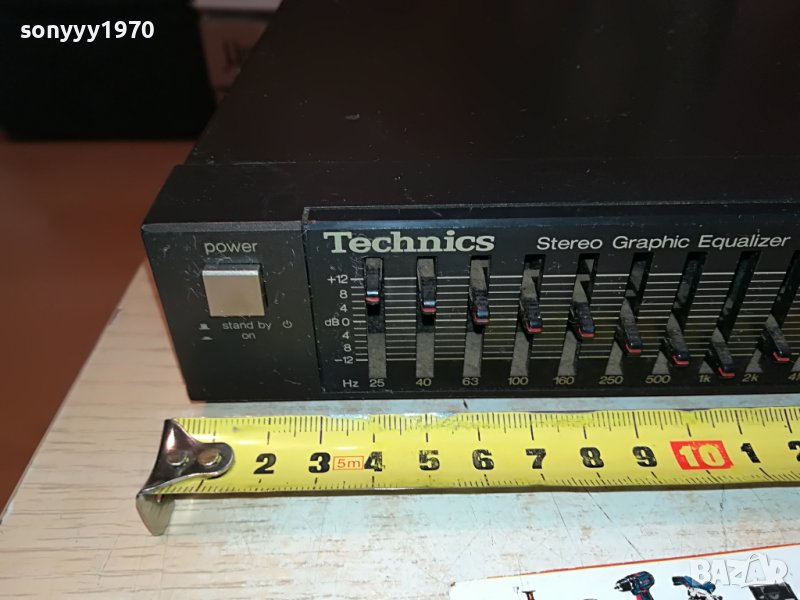 sonyyy1970
power
stand by
on
Technics
Stereo Graphic Equalizer
+12
8
4
dB 0
4
8
-12
Hz 25 40 63 100 160 250 500 1k 2k
2 3 5m 4 5 6 7 8 9 10 1 2
BAZAR